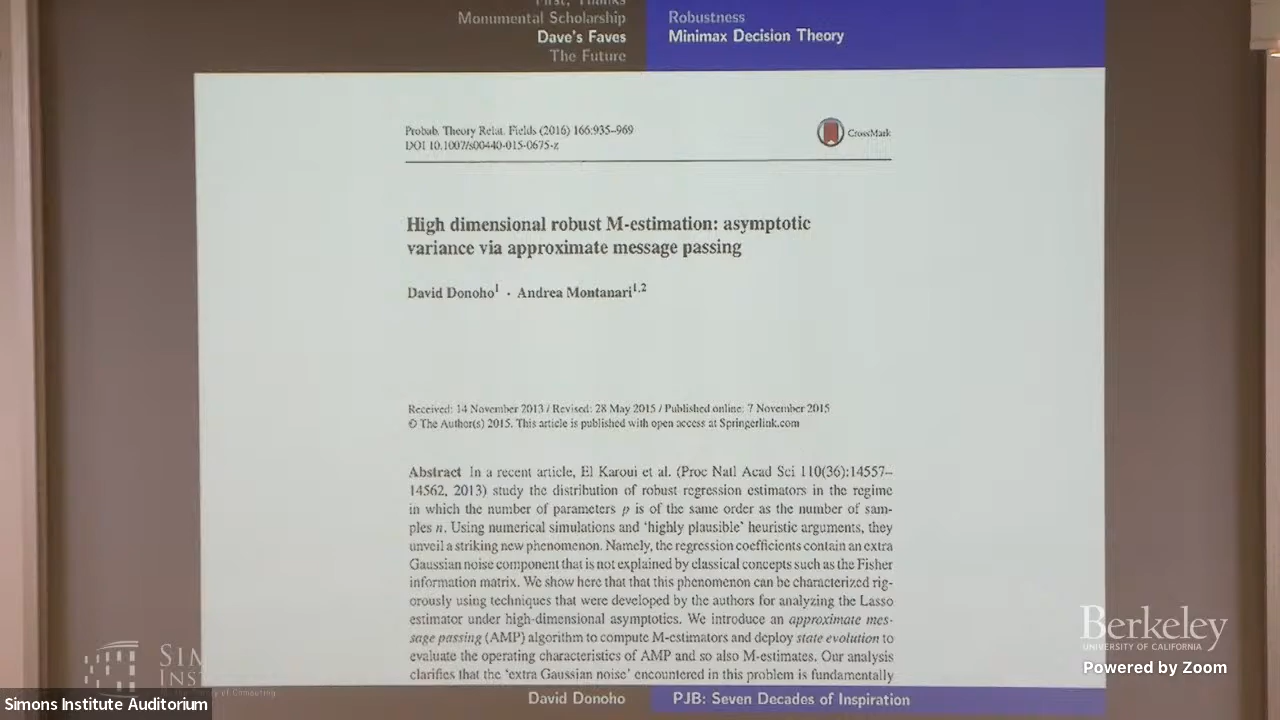 Monumental Scholarship
Dave's Faves
The Future
Robustness
Minimax Decision Theory
Probab. Theory Relat. Fields (2016) 166:935–969
DOI 10.1007/s00440-015-0675-z
CrossMark
High dimensional robust M-estimation: asymptotic
variance via approximate message passing
David Donoho1 · Andrea Montanari1,2
Received: 14 November 2013 / Revised: 28 May 2015 / Published online: 7 November 2015
© The Author(s) 2015. This article is published with open access at Springerlink.com
Abstract In a recent article, El Karoui et al. (Proc Natl Acad Sci 110(36):14557–
14562, 2013) study the distribution of robust regression estimators in the regime
in which the number of parameters p is of the same order as the number of sam-
ples n. Using numerical simulations and 'highly plausible' heuristic arguments, they
unveil a striking new phenomenon. Namely, the regression coefficients contain an extra
Gaussian noise component that is not explained by classical concepts such as the Fisher
information matrix. We show here that that this phenomenon can be characterized rig-
orously using techniques that were developed by the authors for analyzing the Lasso
estimator under high-dimensional asymptotics. We introduce an approximate mes-
sage passing (AMP) algorithm to compute M-estimators and deploy state evolution to
evaluate the operating characteristics of AMP and so also M-estimates. Our analysis
clarifies that the 'extra Gaussian noise' encountered in this problem is fundamentally
David Donoho
PJB: Seven Decades of Inspiration
Berkeley
UNIVERSITY OF CALIFORNIA
Powered by Zoom
Simons Institute Auditorium